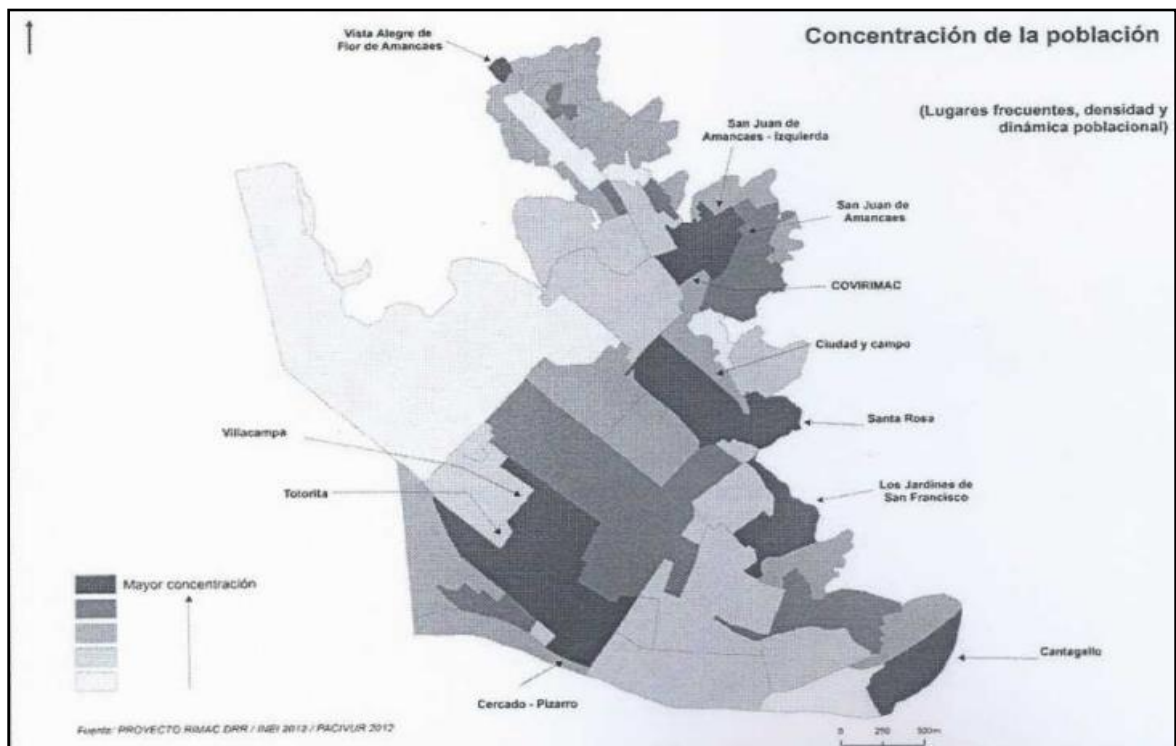 Concentración de la población
(Lugares frecuentes, densidad y
dinámica poblacional)
Vista Alegre de
Flor de Amancaes
San Juan de
Amancaes - Izquierda
San Juan de
Amancaes
COVIRIMAC
Ciudad y campo
Santa Rosa
Villacampa
Totorita
Los Jardines de
San Francisco
Mayor concentración
Cantagello
Cercado - Pizarro
Fuente: PROYECTO RIMAC DRR / INEI 2012 / PACIVUR 2012
0 250 500m